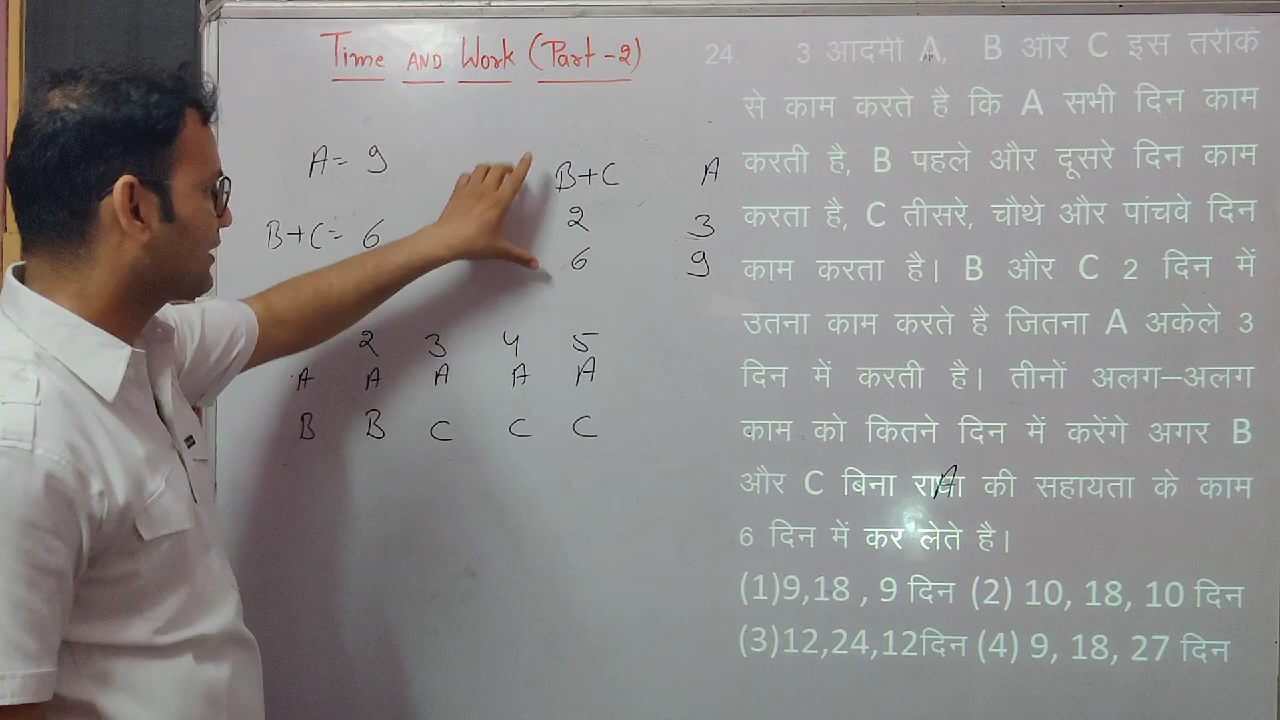 Time AND Work (Part-2)
A= 9
B+C= 6
B+C A
2 3
6 9
2 3 4 5
A A A A A
B B C C C
24. 3 आदमी A, B और C इस तरीके
से काम करते है कि A सभी दिन काम
करती है, B पहले और दूसरे दिन काम
करता है, C तीसरे, चौथे और पांचवे दिन
काम करता है। B और C 2 दिन में
उतना काम करते है जितना A अकेले 3
दिन में करती है। तीनों अलग–अलग
काम को कितने दिन में करेंगे अगर B
और C बिना A की सहायता के काम
6 दिन में कर लेते है।
(1)9,18 , 9 दिन (2) 10, 18, 10 दिन
(3)12,24,12दिन (4) 9, 18, 27 दिन